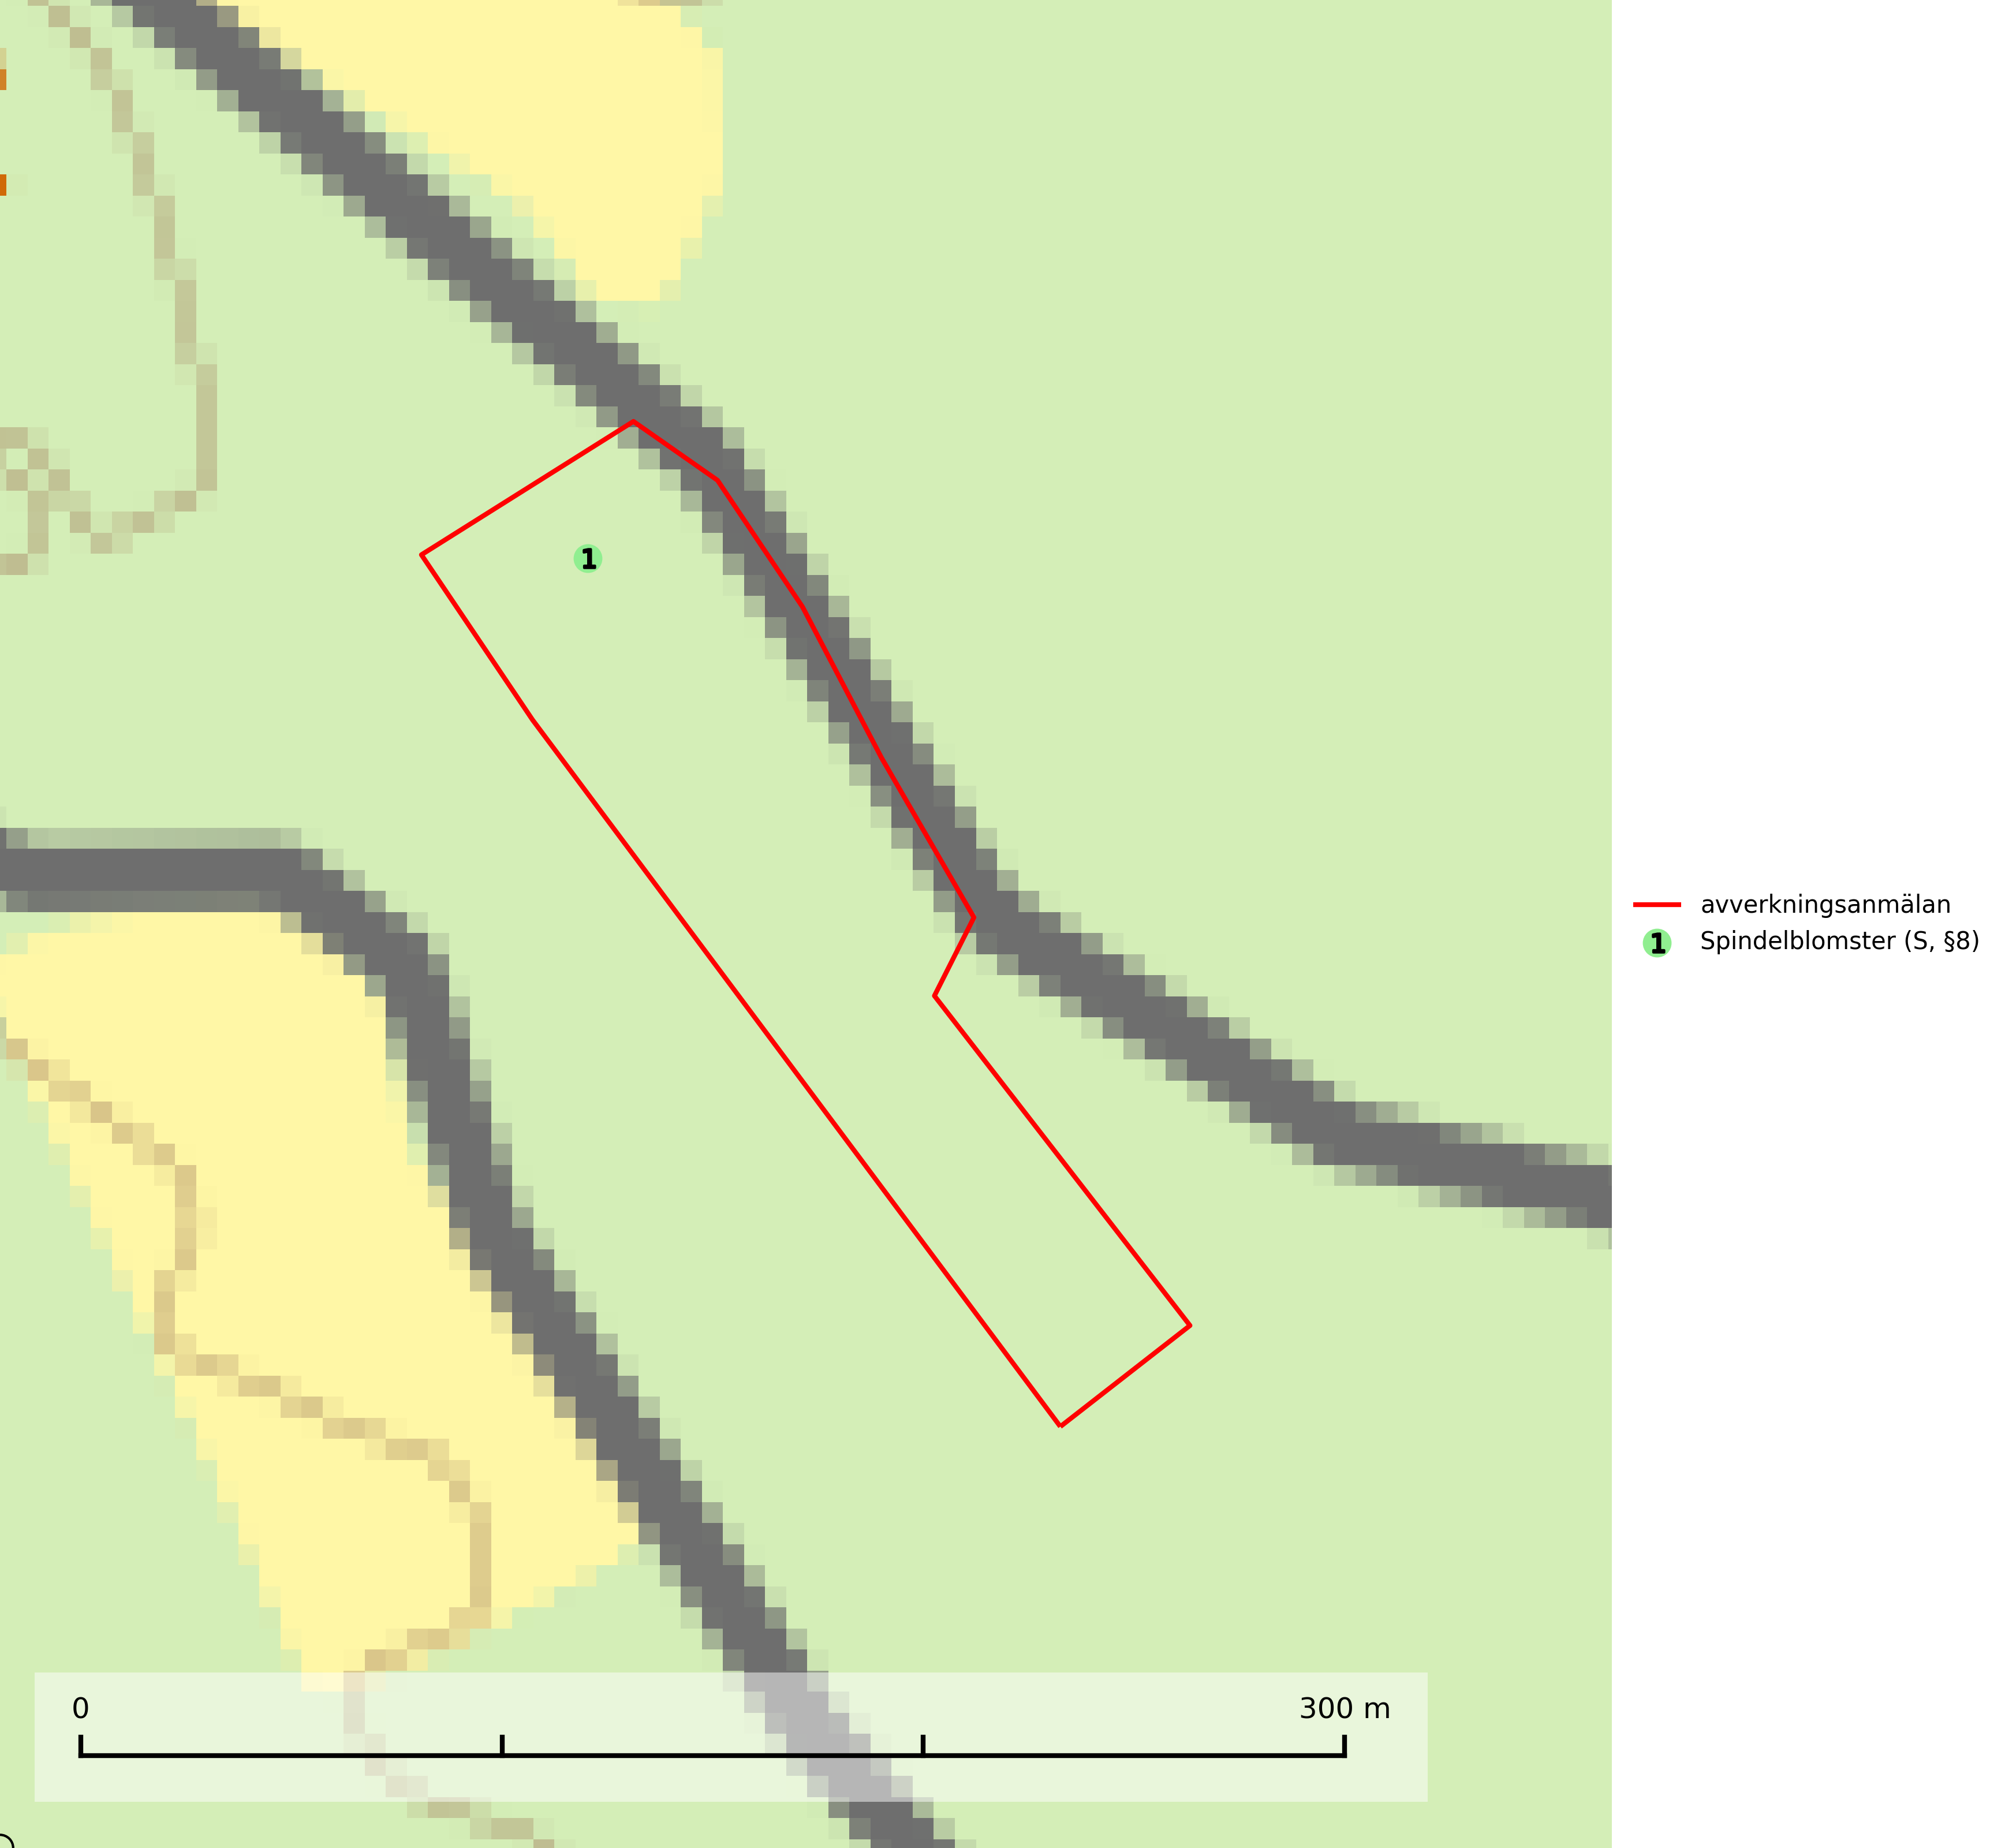 1
avverkningsanmälan
1 Spindelblomster (S, §8)
0 300 m